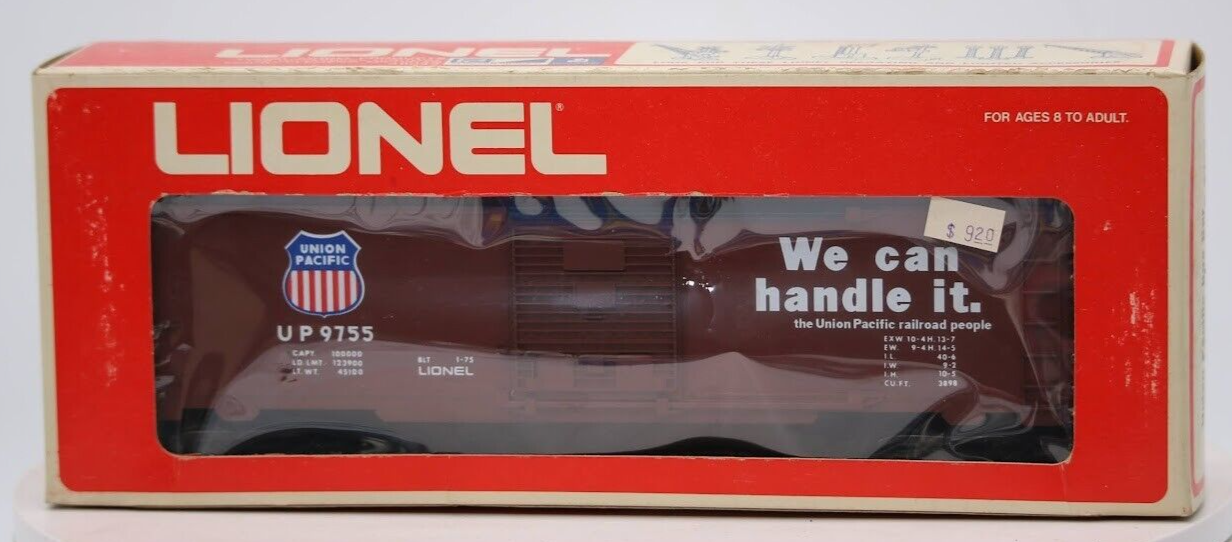 LIONEL
LIONEL®
FOR AGES 8 TO ADULT.
$ 920
UNION
PACIFIC
UP 9755
CAPY. 100000
LD. LMT. 123900
LT. WT. 45100
BLT 1-75
LIONEL
We can
handle it.
the Union Pacific railroad people
EXW 10-4 H. 13-7
EW. 9-4 H. 14-5
I.L. 40-6
I.W. 9-2
I.H. 10-5
CU.FT. 3898